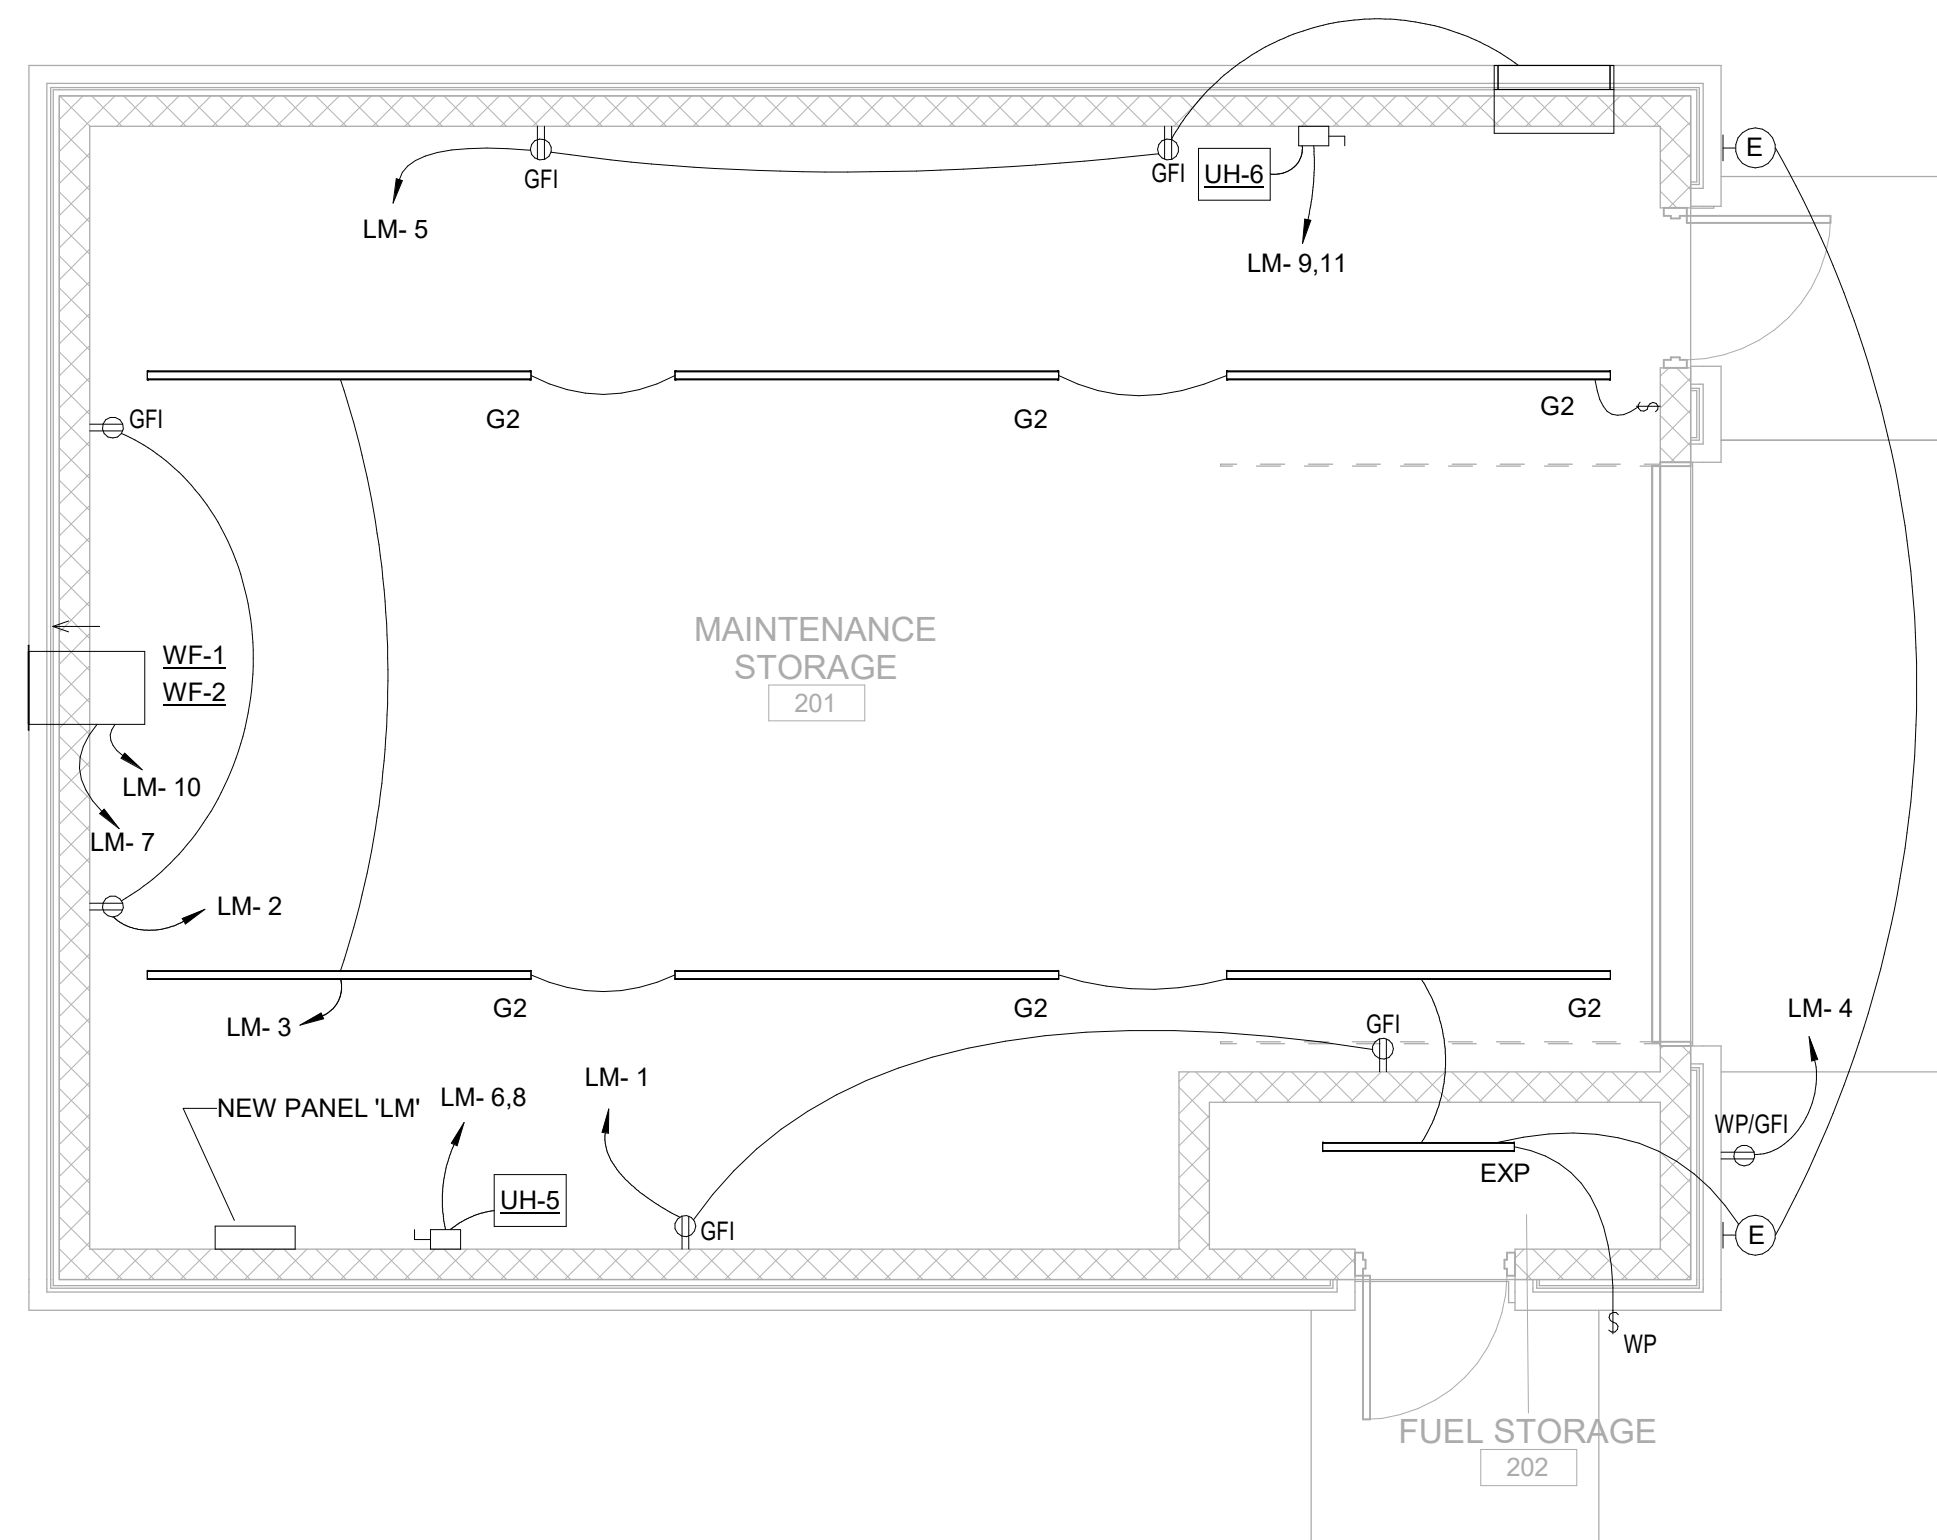 E
GFI
GFI
UH-6
LM- 5
LM- 9,11
GFI
G2
G2
G2
MAINTENANCE
STORAGE
201
WF-1
WF-2
LM- 10
LM- 7
LM- 2
G2
G2
G2
LM- 3
GFI
LM- 4
LM- 1
NEW PANEL 'LM'
LM- 6,8
WP/GFI
EXP
UH-5
GFI
E
S
WP
FUEL STORAGE
202